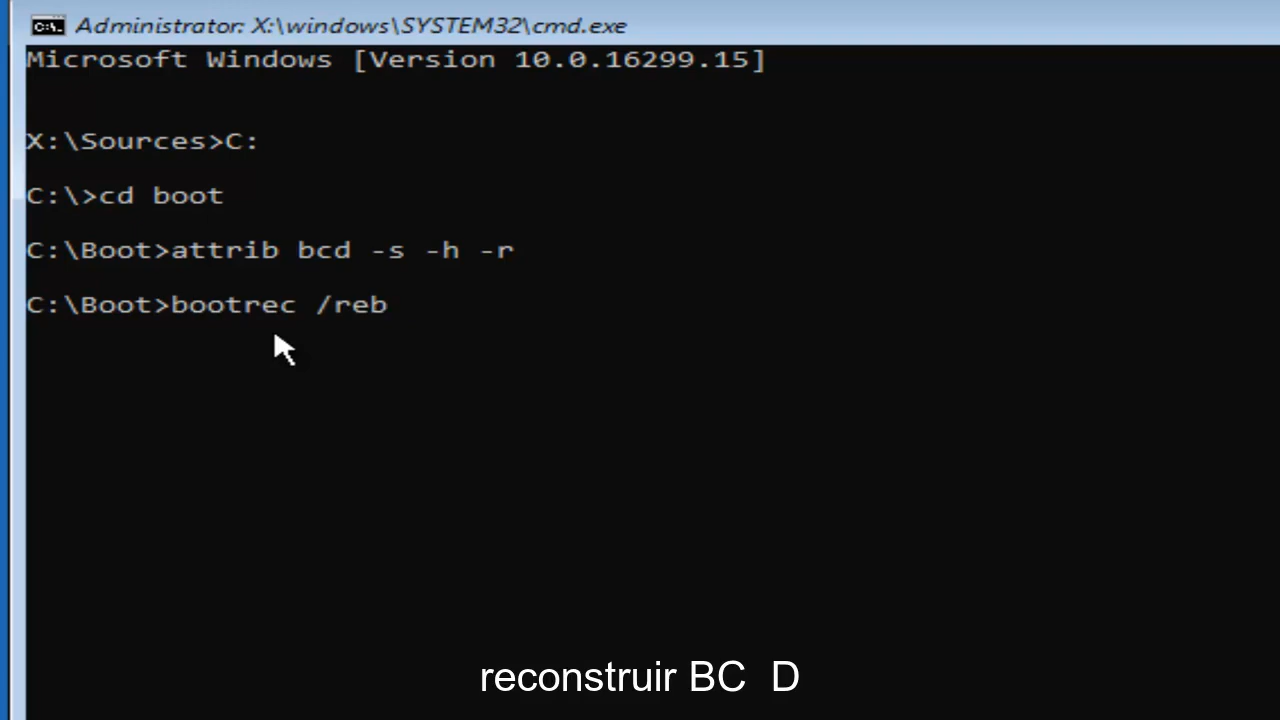 Administrator: X:\windows\SYSTEM32\cmd.exe
Microsoft Windows [Version 10.0.16299.15]
X:\Sources>C:
C:\>cd boot
C:\Boot>attrib bcd -s -h -r
C:\Boot>bootrec /reb
reconstruir BC  D